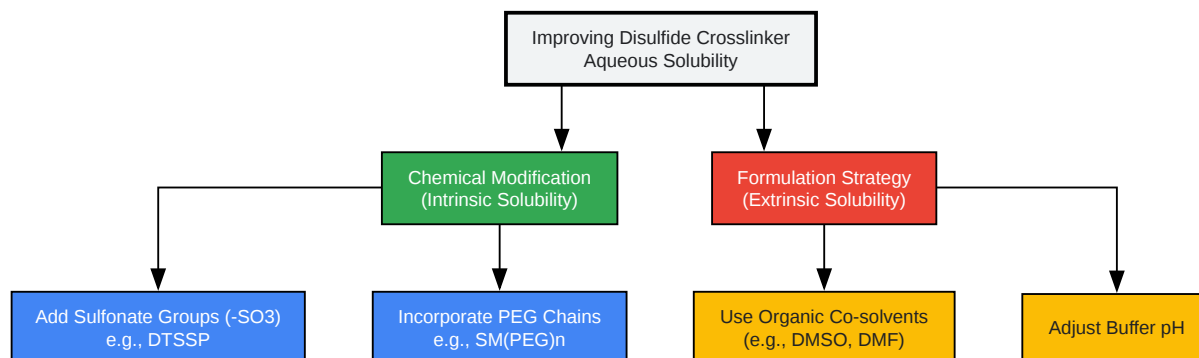 Improving Disulfide Crosslinker
Aqueous Solubility
Chemical Modification
(Intrinsic Solubility)
Formulation Strategy
(Extrinsic Solubility)
Add Sulfonate Groups (-SO3)
e.g., DTSSP
Incorporate PEG Chains
e.g., SM(PEG)n
Use Organic Co-solvents
(e.g., DMSO, DMF)
Adjust Buffer pH